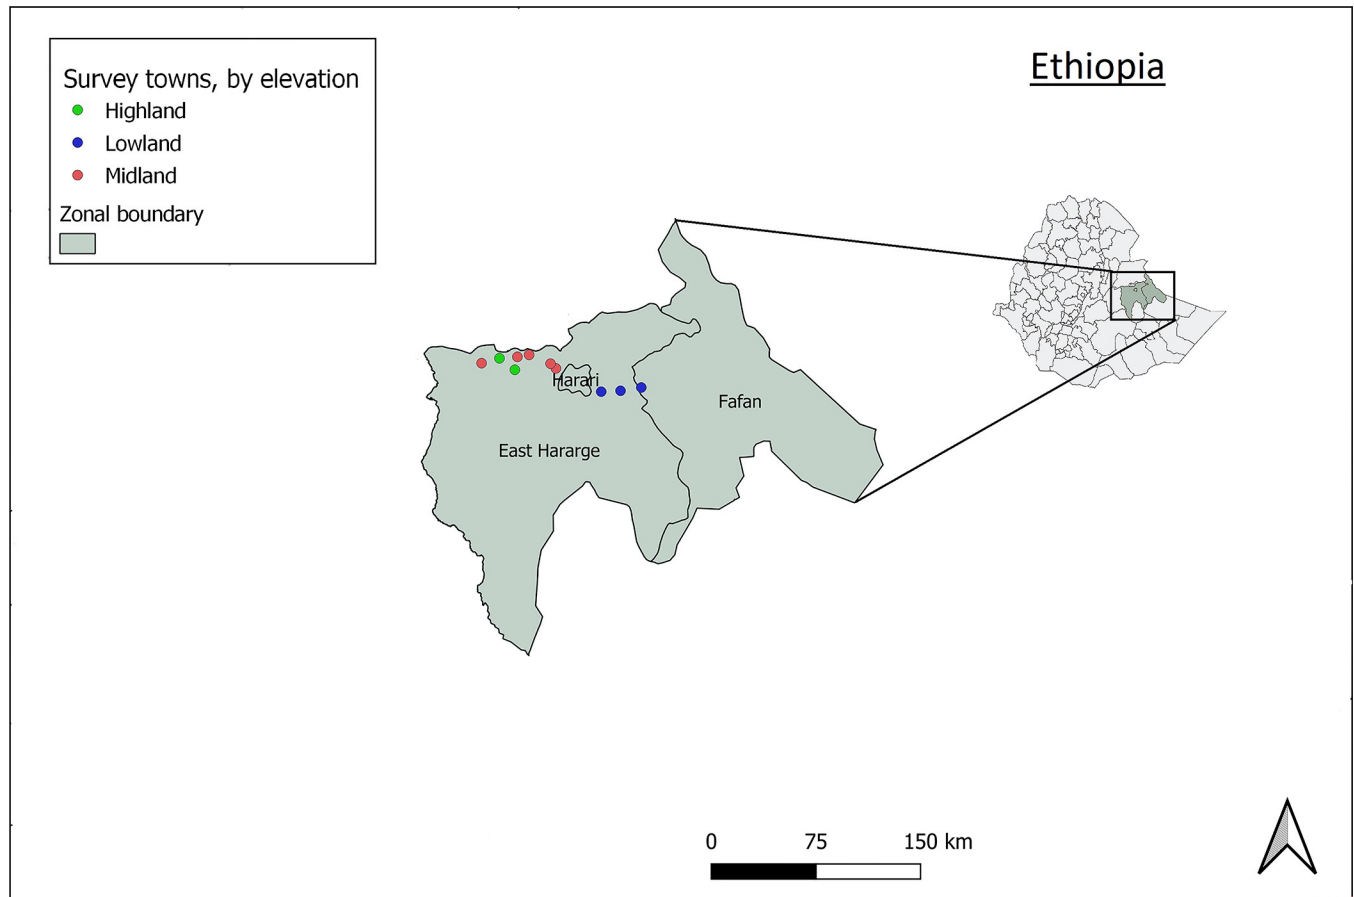 Ethiopia
Survey towns, by elevation
Highland
Lowland
Midland
Zonal boundary
Harari
Fafan
East Hararge
0 75 150 km